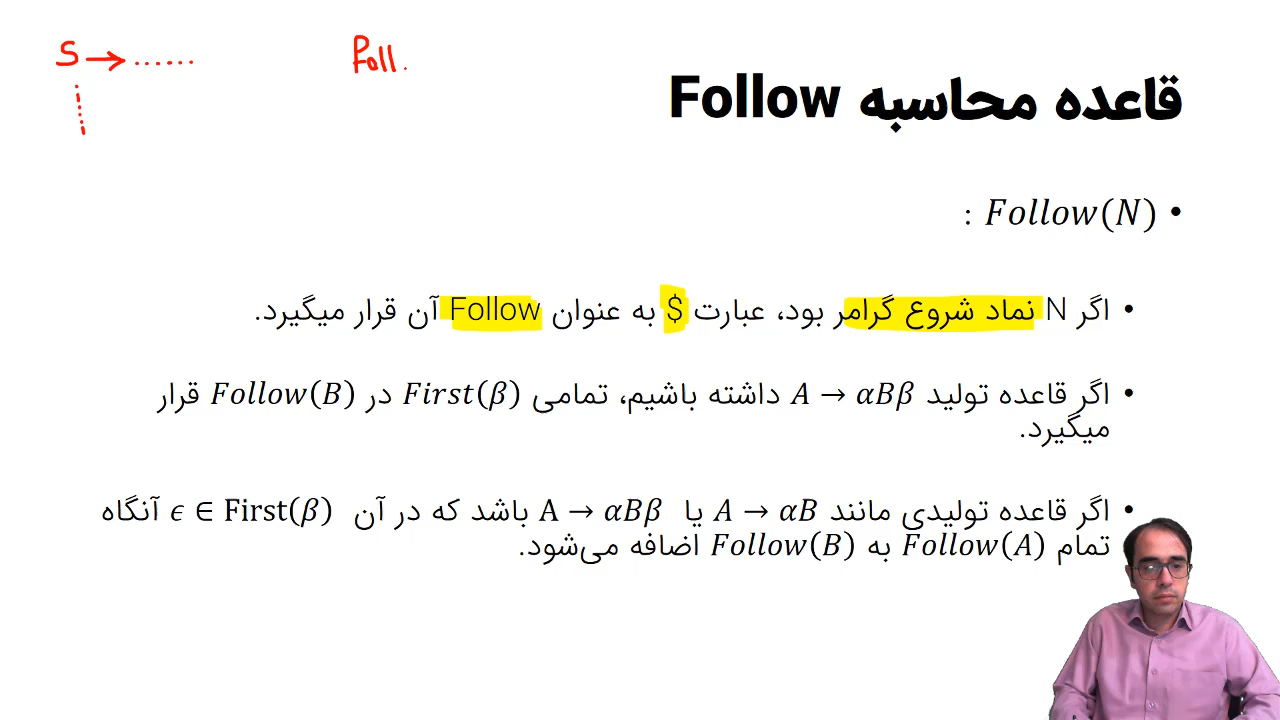 S → ......
Foll
قاعده محاسبه Follow
• Follow(N) :
• اگر N نماد شروع گرامر بود، عبارت $ به عنوان Follow آن قرار میگیرد.
• اگر قاعده تولید A → αBβ داشته باشیم، تمامی First(β) در Follow(B) قرار
میگیرد.
• اگر قاعده تولیدی مانند A → αB یا A → αBβ باشد که در آن ϵ ∈ First(β) آنگاه
تمام Follow(A) به Follow(B) اضافه می‌شود.